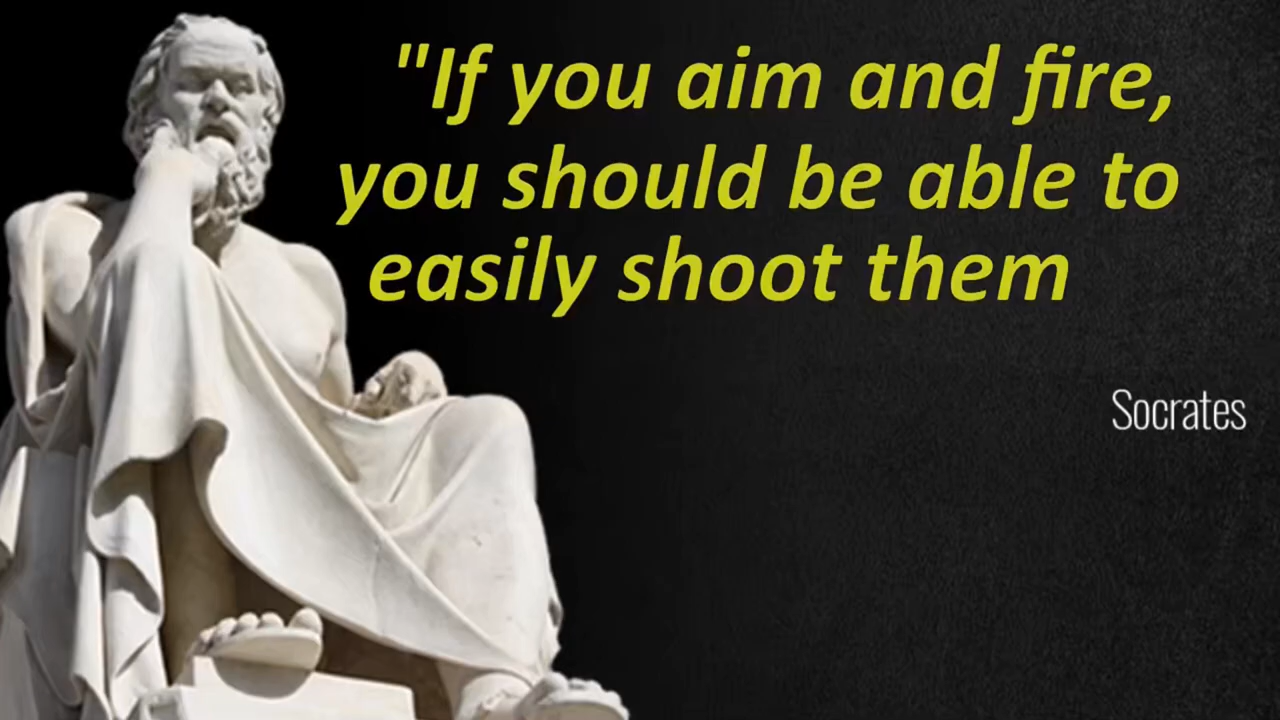 "If you aim and fire,
you should be able to
easily shoot them
Socrates